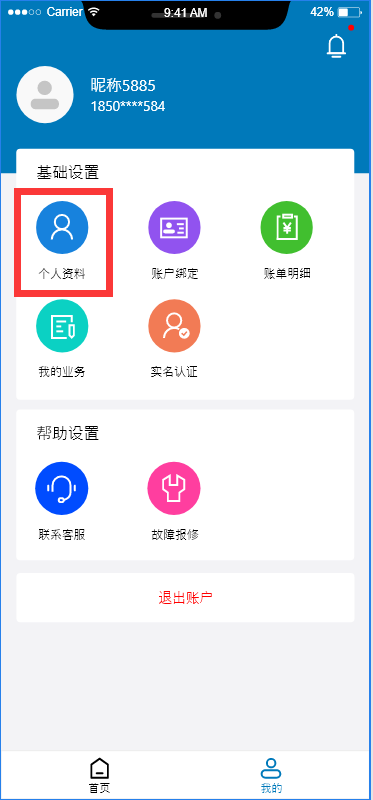 Carrier 9:41 AM 42%
昵称5885
1850****584
基础设置
个人资料 账户绑定 账单明细
我的业务 实名认证
帮助设置
联系客服 故障报修
退出账户
首页 我的